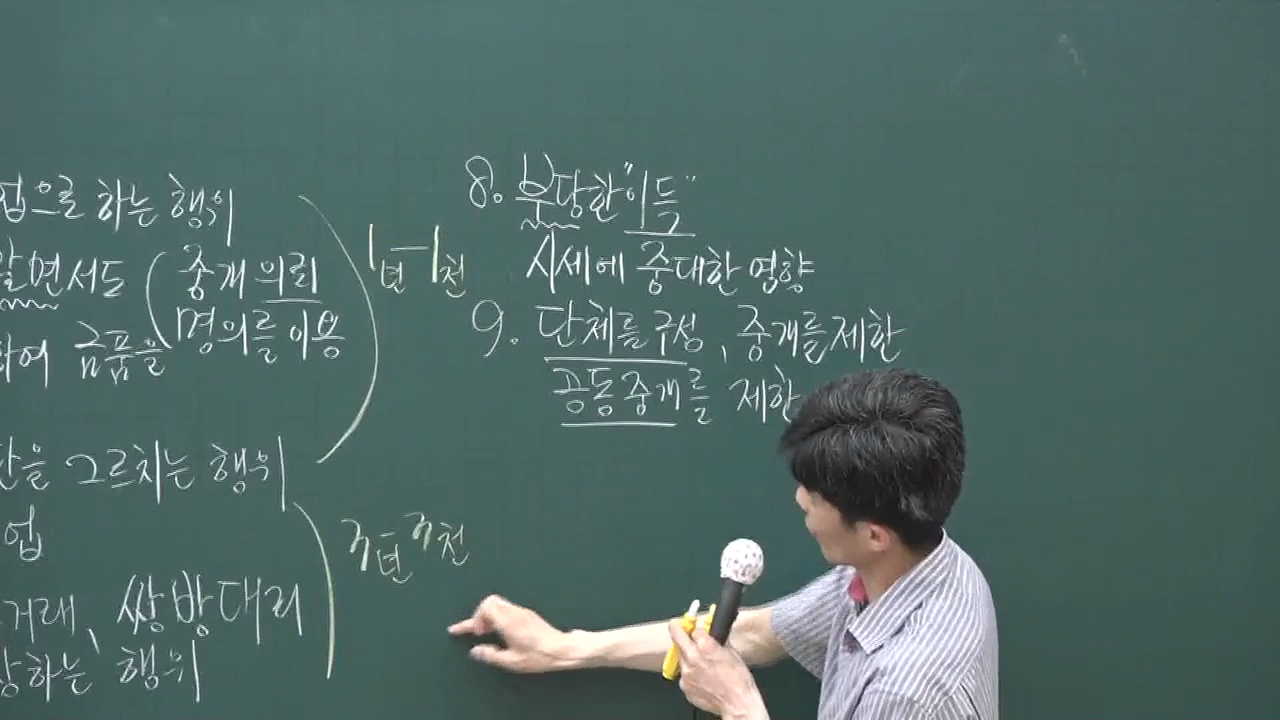 업으로 하는 행위
알면서도 (중개의뢰
명의를 이용
하여 금품을
1년-1천
단을 그르치는 행위
업
거래, 쌍방대리
장하는 행위
3년 3천
8. 부당한 "이득"
시세에 중대한 영향
9. 단체를 구성, 중개를 제한
공동중개를 제한